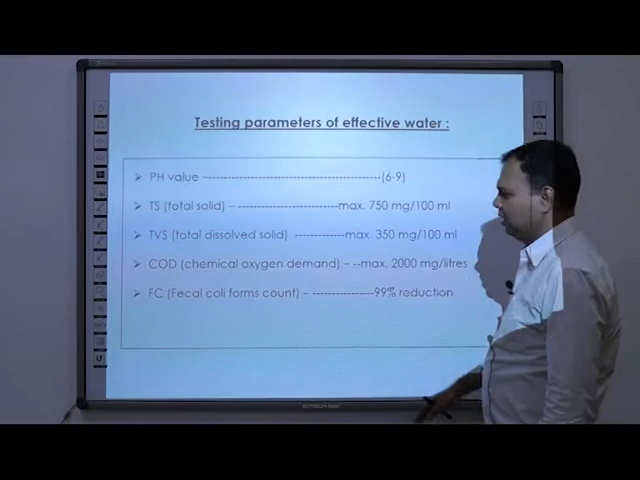 Testing parameters of effective water :
➢ PH value ------------------------------------------(6-9)
➢ TS (total solid) – ------------------------max. 750 mg/100 ml
➢ TVS (total dissolved solid) ------------max. 350 mg/100 ml
➢ COD (chemical oxygen demand) – --max. 2000 mg/litres
➢ FC (Fecal coli forms count) – ----------------99% reduction